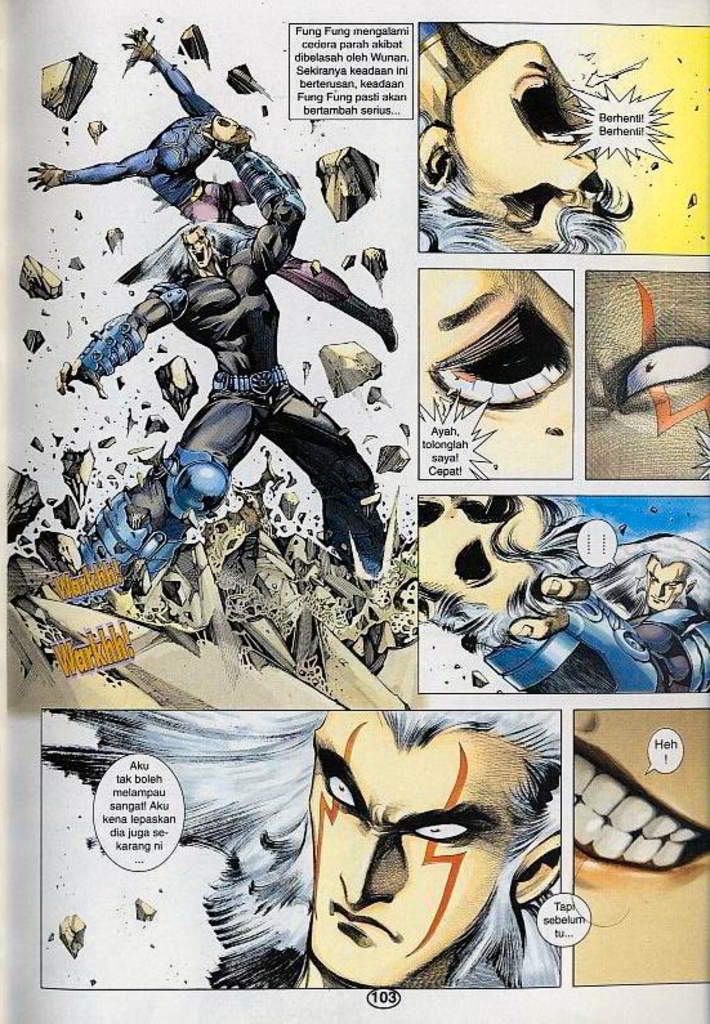 Fung Fung mengalami
cedera parah akibat
dibelasah oleh Wunan.
Sekiranya keadaan ini
berterusan, keadaan
Fung Fung pasti akan
bertambah serius...
Berhenti!
Berhenti!
Ayah,
tolonglah
saya!
Cepat!
Warkhh!
Warkhh!
Aku
tak boleh
melampau
sangat! Aku
kena lepaskan
dia juga se-
karang ni
...
Heh
!
Tapi
sebelum
tu...
103